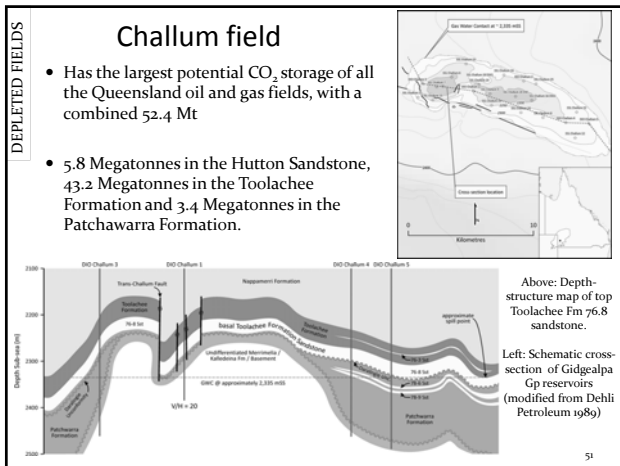 DEPLETED FIELDS
Challum field
• Has the largest potential CO2 storage of all
the Queensland oil and gas fields, with a
combined 52.4 Mt
• 5.8 Megatonnes in the Hutton Sandstone,
43.2 Megatonnes in the Toolachee
Formation and 3.4 Megatonnes in the
Patchawarra Formation.
Gas Water Contact at ~ 2,335 mSS
Cross-section location
0
10
Kilometres
Above: Depth-
structure map of top
Toolachee Fm 76.8
sandstone.
Left: Schematic cross-
section of Gidgealpa
Gp reservoirs
(modified from Dehli
Petroleum 1989)
DIO Challum 3
DIO Challum 1
DIO Challum 4
DIO Challum 5
2100
2200
2300
2400
2500
Depth Sub-sea (m)
Trans-Challum Fault
Nappamerri Formation
Toolachee
Formation
Toolachee
Formation
approximate
spill point
basal Toolachee Formation Sandstone
Undifferentiated Merrimelia /
Kalladeina Fm / Basement
GWC @ approximately 2,335 mSS
Daralingie
Unconformity
V/H = 20
Patchwarra
Formation
Patchwarra
Formation
51